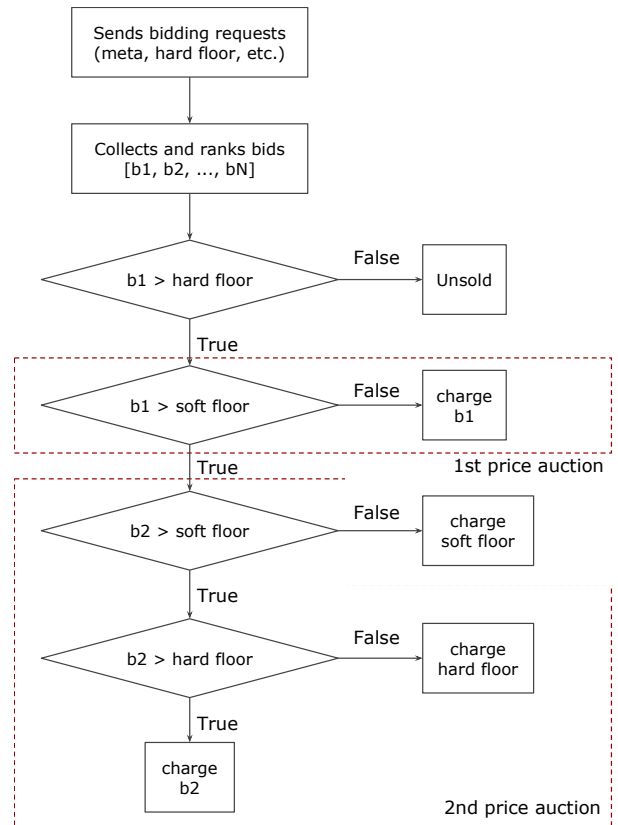 Sends bidding requests
(meta, hard floor, etc.)
Collects and ranks bids
[b1, b2, ..., bN]
b1 > hard floor
False
Unsold
True
b1 > soft floor
False
charge
b1
1st price auction
True
b2 > soft floor
False
charge
soft floor
True
b2 > hard floor
False
charge
hard floor
True
charge
b2
2nd price auction